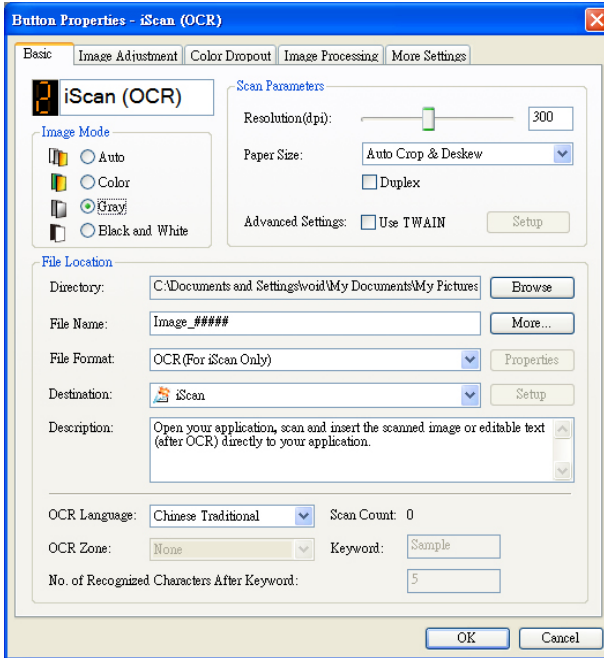 Button Properties - iScan (OCR)
Basic Image Adjustment Color Dropout Image Processing More Settings
2 iScan (OCR)
Image Mode
Auto
Color
Gray
Black and White
Scan Parameters
Resolution(dpi): 300
Paper Size: Auto Crop & Deskew
Duplex
Advanced Settings: Use TWAIN Setup
File Location
Directory: C:\Documents and Settings\void\My Documents\My Pictures Browse
File Name: Image_##### More...
File Format: OCR(For iScan Only) Properties
Destination: iScan Setup
Description: Open your application, scan and insert the scanned image or editable text
(after OCR) directly to your application.
OCR Language: Chinese Traditional Scan Count: 0
OCR Zone: None Keyword: Sample
No. of Recognized Characters After Keyword: 5
OK Cancel